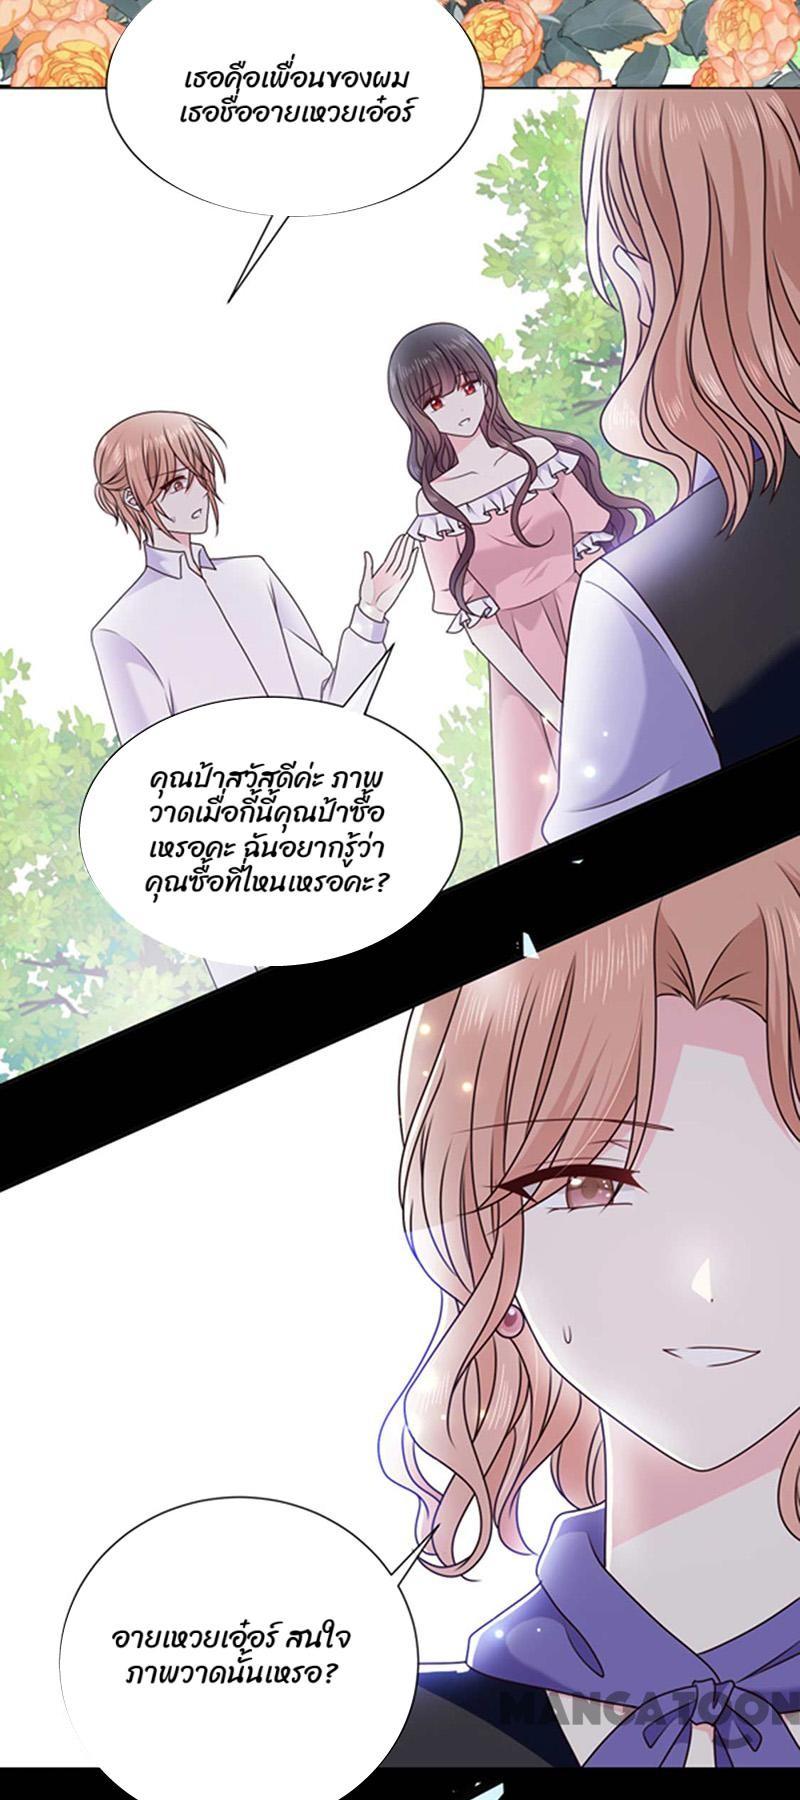 เธอคือเพื่อนของผม
เธอชื่ออายเหวยเอ๋อร์
คุณป้าสวัสดีค่ะ ภาพ
วาดเมื่อกี้นี้คุณป้าซื้อ
เหรอคะ ฉันอยากรู้ว่า
คุณซื้อที่ไหนเหรอคะ?
อายเหวยเอ๋อร์ สนใจ
ภาพวาดนั้นเหรอ?
MANGATOON